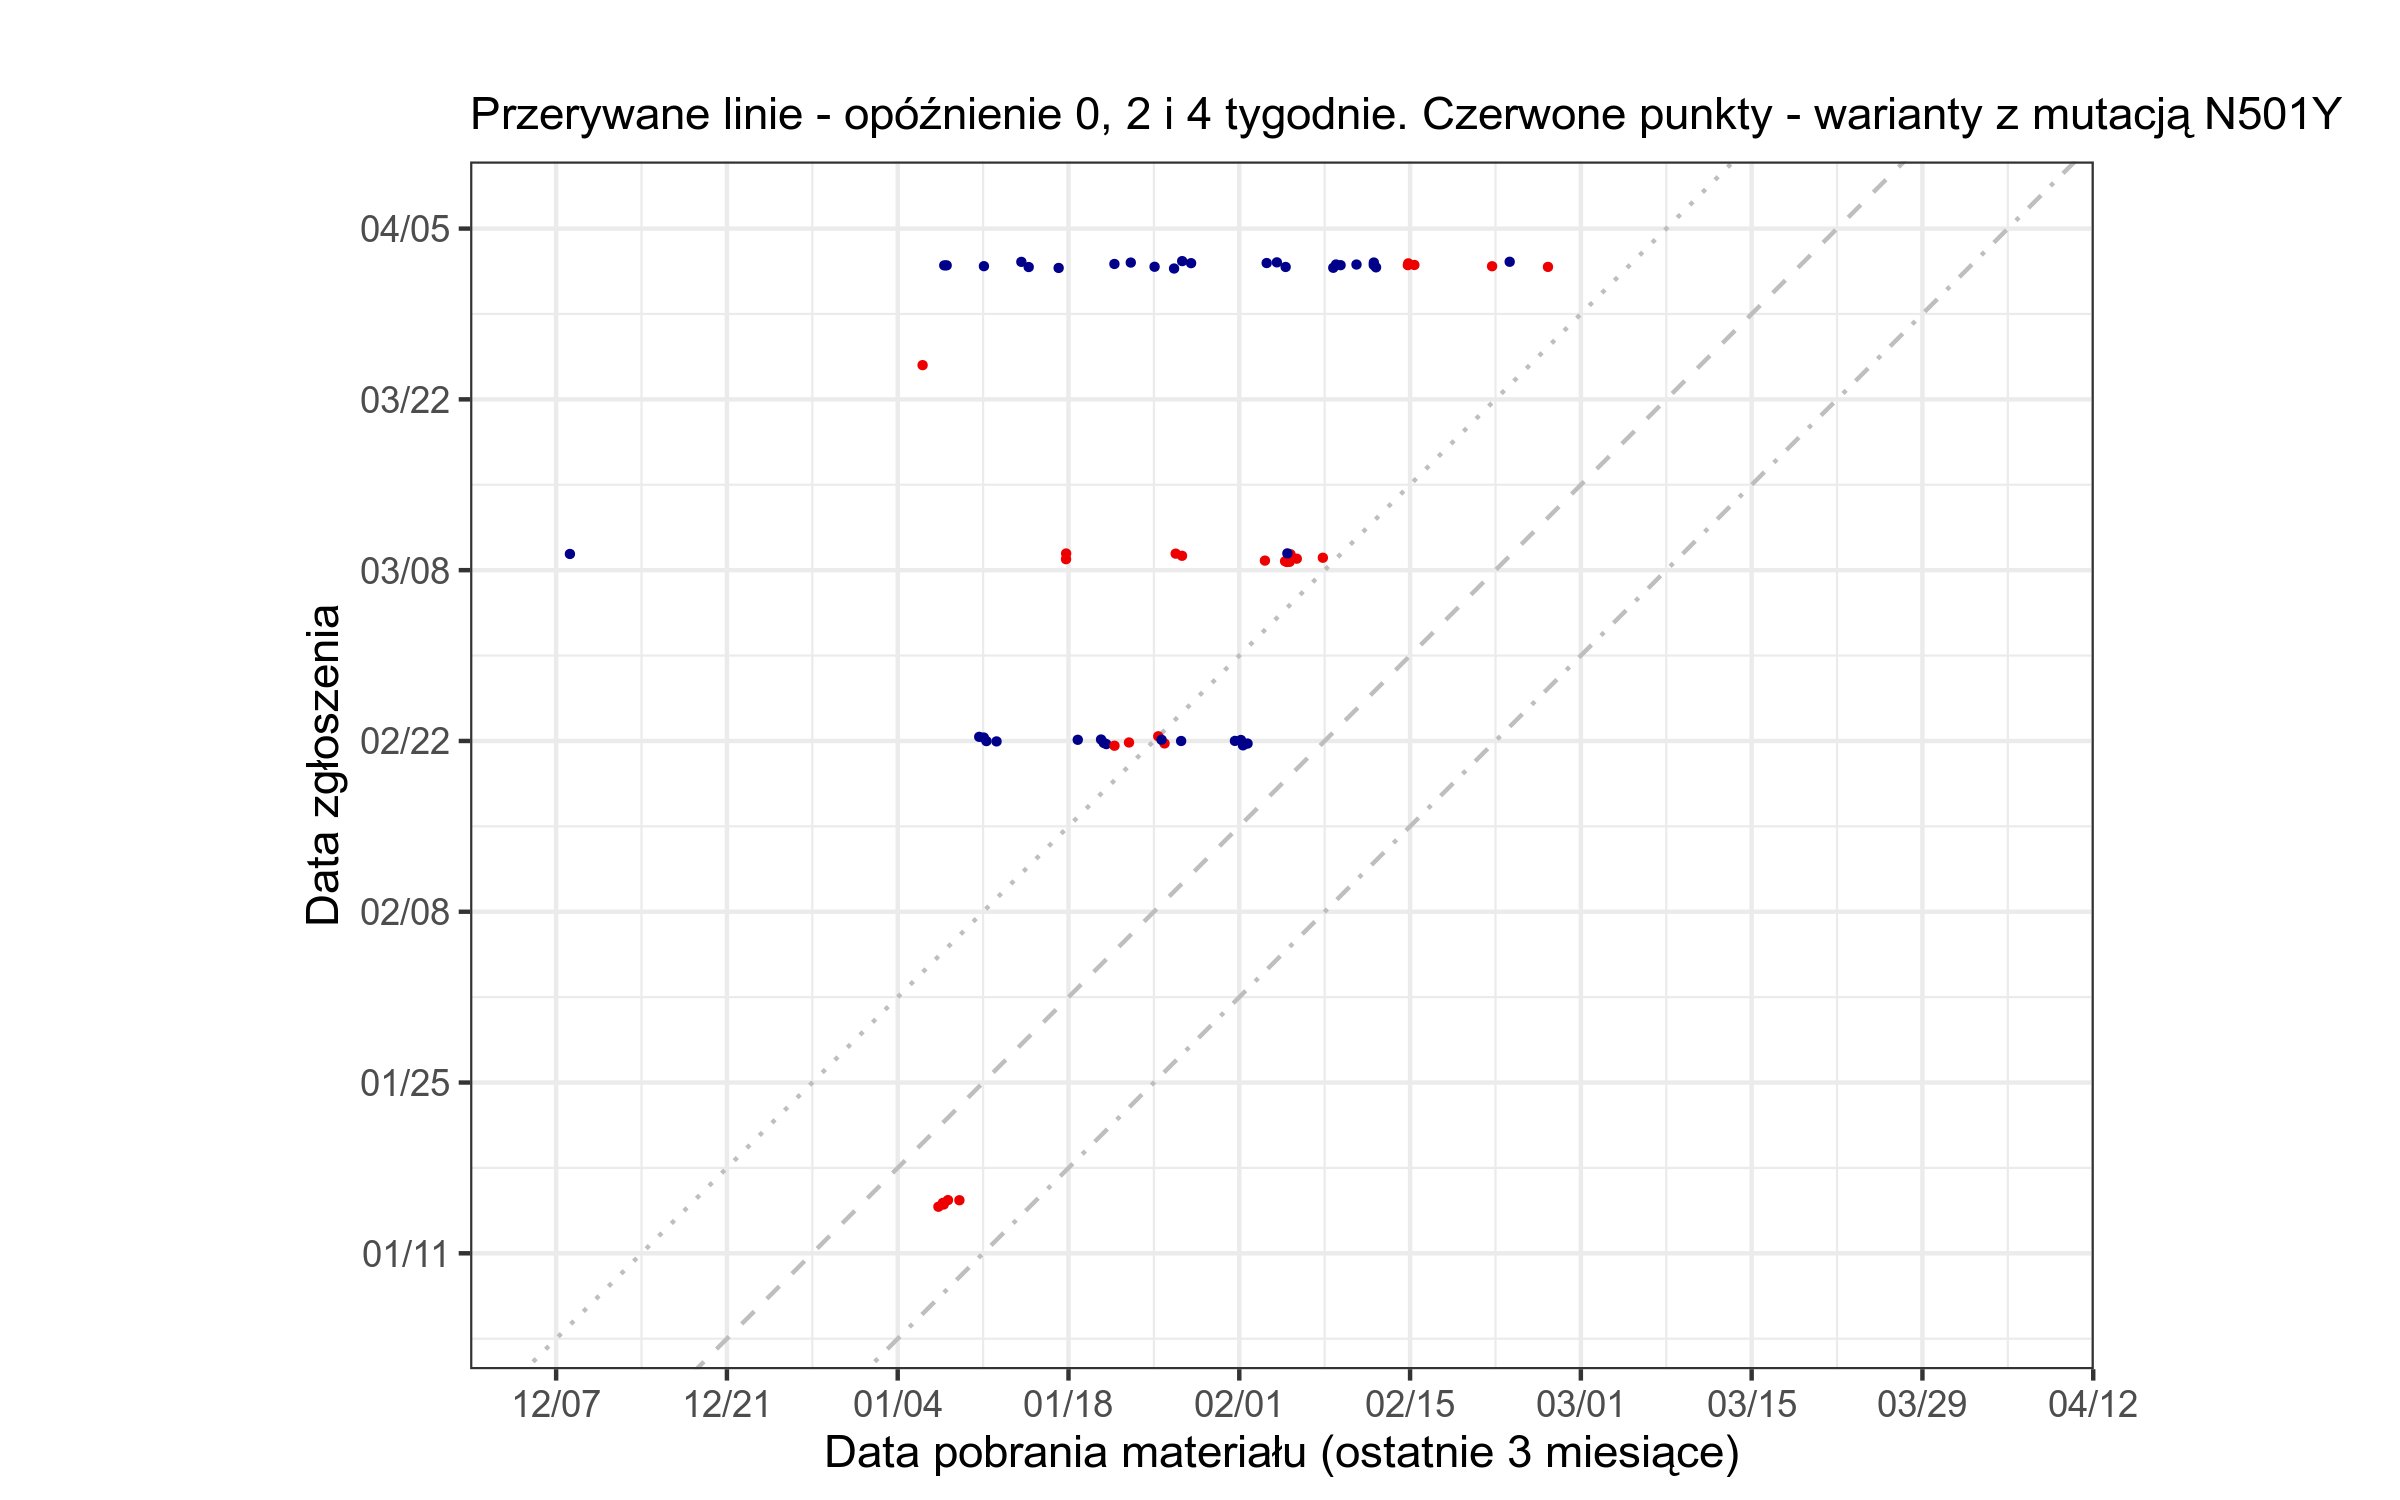 Przerywane linie - opóźnienie 0, 2 i 4 tygodnie. Czerwone punkty - warianty z mutacją N501Y
04/05
03/22
03/08
02/22
02/08
01/25
01/11
Data zgłoszenia
12/07 12/21 01/04 01/18 02/01 02/15 03/01 03/15 03/29 04/12
Data pobrania materiału (ostatnie 3 miesiące)